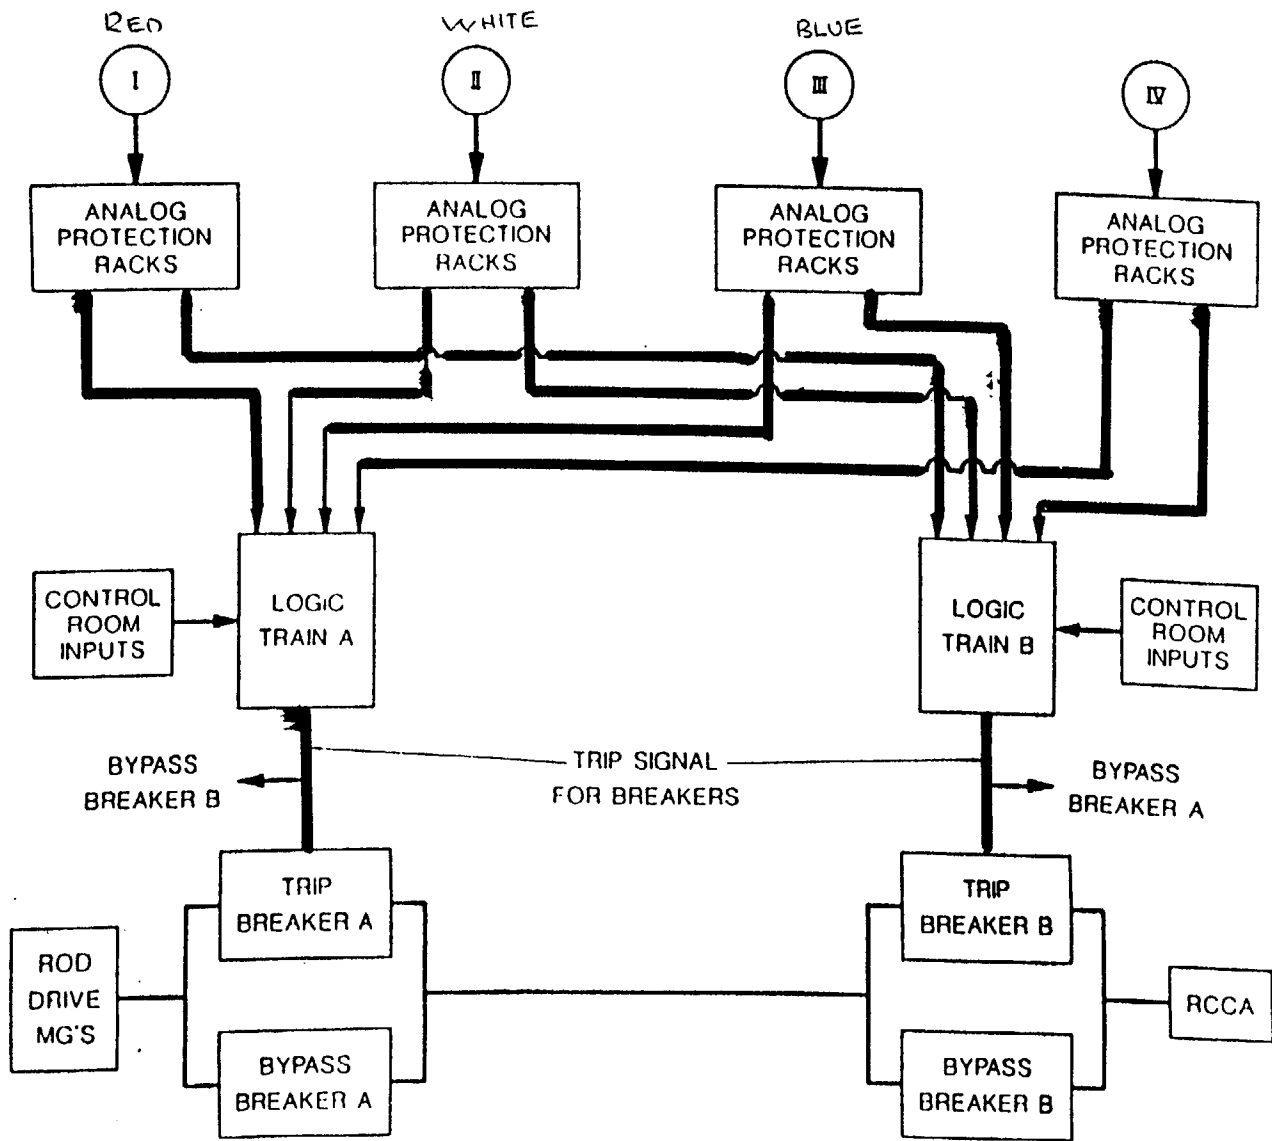 RED
WHITE
BLUE
I
II
III
IV
ANALOG
PROTECTION
RACKS
ANALOG
PROTECTION
RACKS
ANALOG
PROTECTION
RACKS
ANALOG
PROTECTION
RACKS
CONTROL
ROOM
INPUTS
LOGIC
TRAIN A
LOGIC
TRAIN B
CONTROL
ROOM
INPUTS
BYPASS
BREAKER B
TRIP SIGNAL
FOR BREAKERS
BYPASS
BREAKER A
TRIP
BREAKER A
TRIP
BREAKER B
ROD
DRIVE
MG'S
RCCA
BYPASS
BREAKER A
BYPASS
BREAKER B